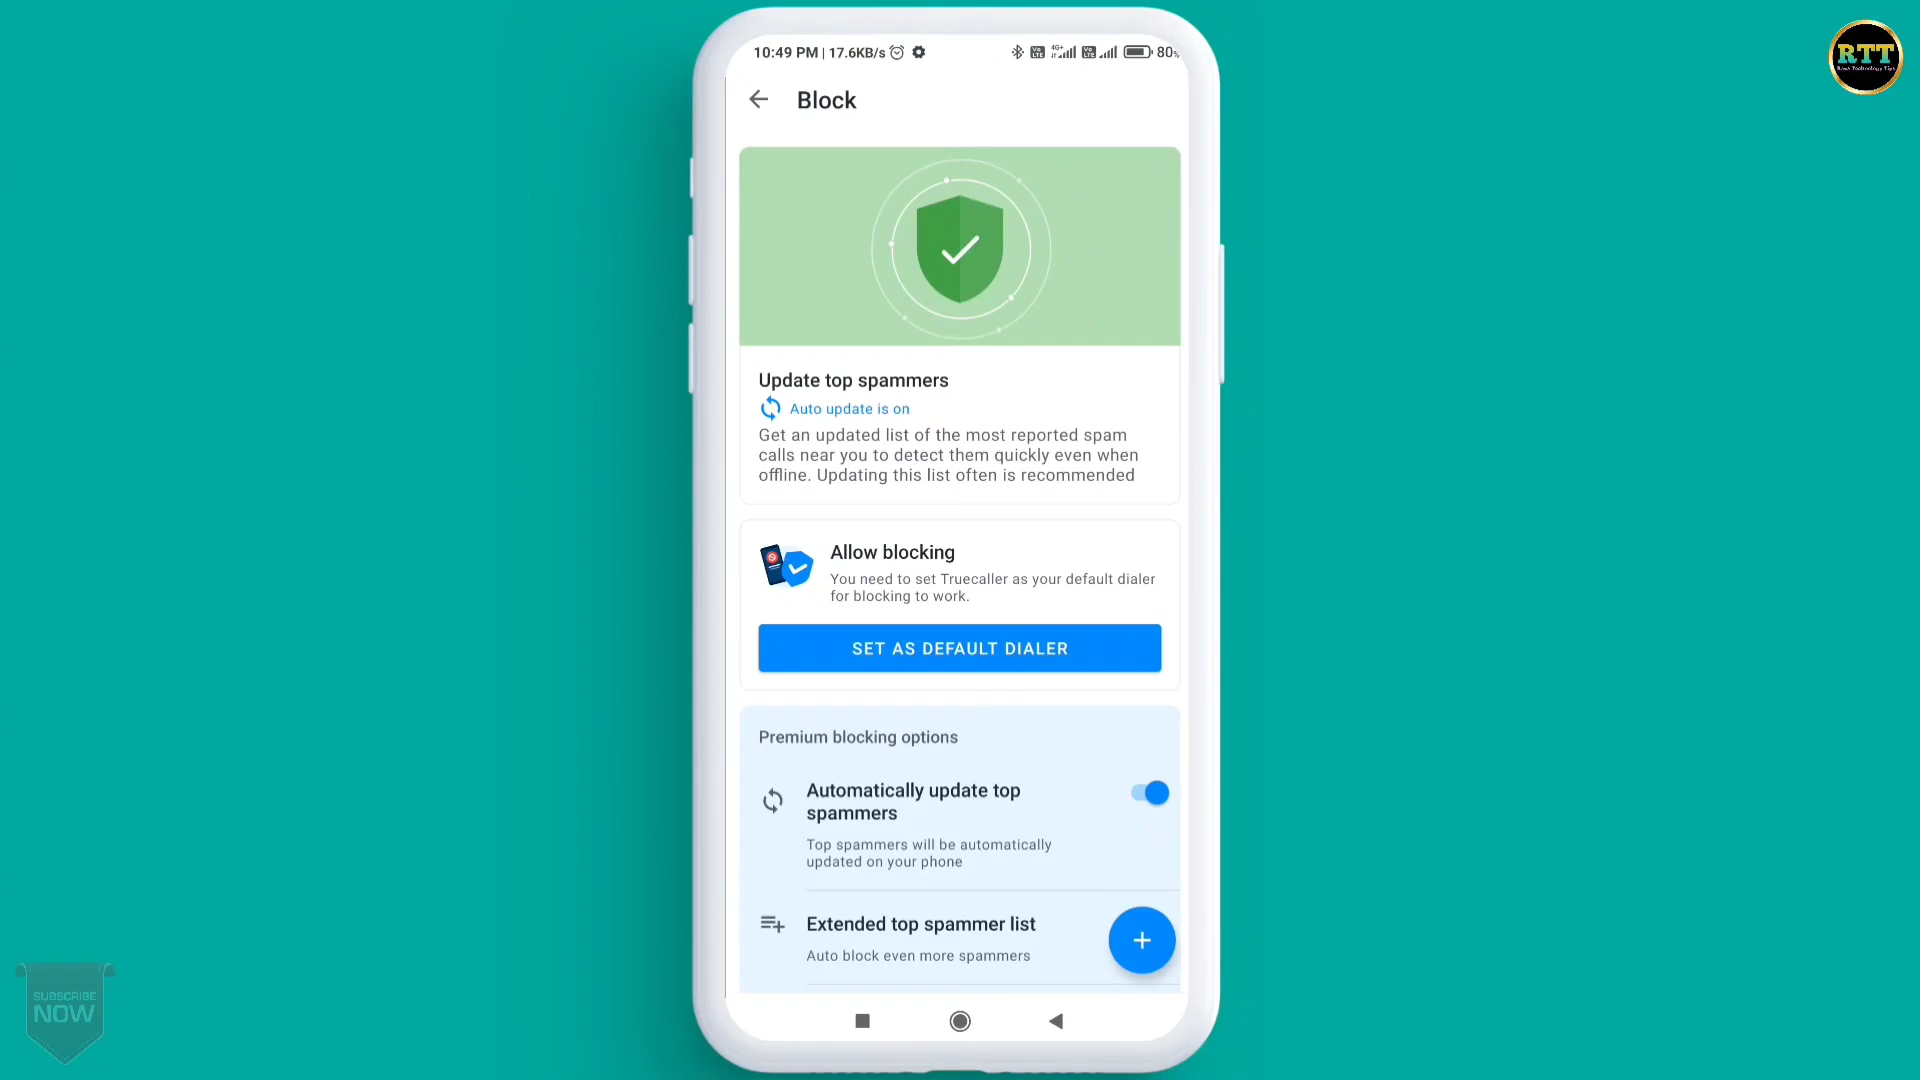 10:49 PM | 17.6KB/s
4G+
80%
RTT
Block
Update top spammers
Auto update is on
Get an updated list of the most reported spam
calls near you to detect them quickly even when
offline. Updating this list often is recommended
Allow blocking
You need to set Truecaller as your default dialer
for blocking to work.
SET AS DEFAULT DIALER
Premium blocking options
Automatically update top
spammers
Top spammers will be automatically
updated on your phone
Extended top spammer list
Auto block even more spammers
+
SUBSCRIBE
NOW